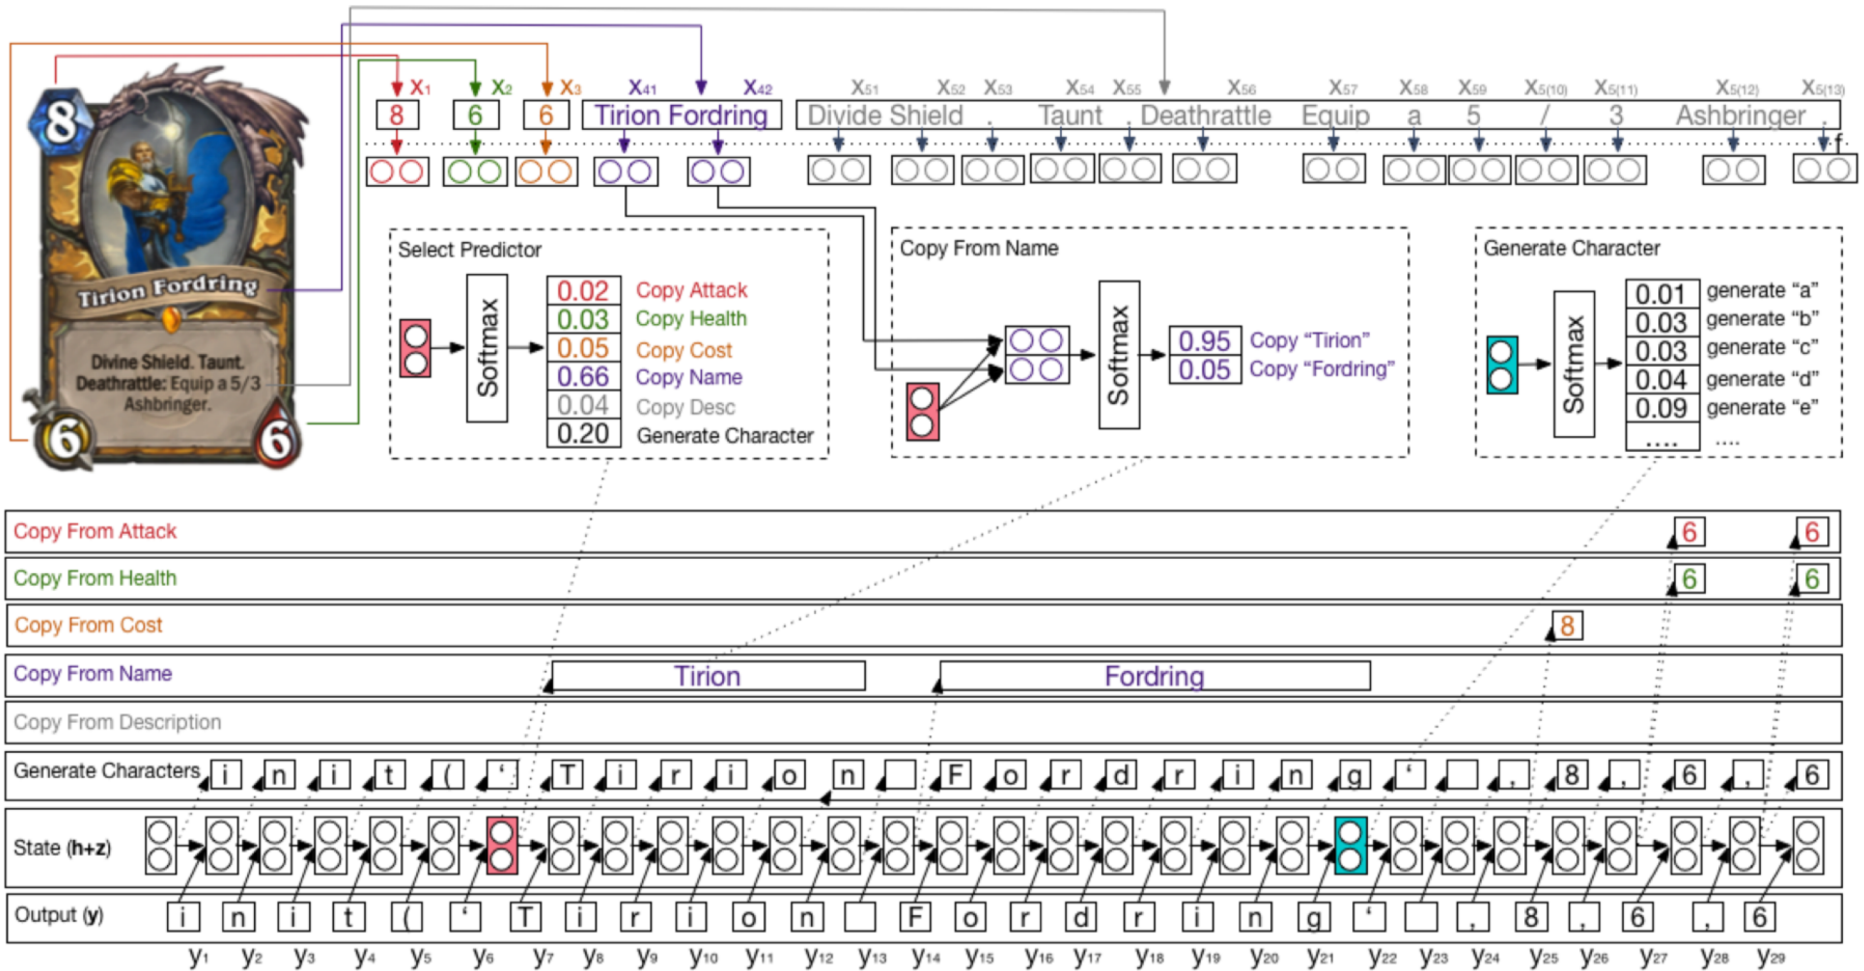 X1 X2 X3 X41 X42 X51 X52 X53 X54 X55 X56 X57 X58 X59 X5(10) X5(11) X5(12) X5(13)
8 6 6 Tirion Fordring Divide Shield . Taunt . Deathrattle Equip a 5 / 3 Ashbringer .
f
8
Tirion Fordring
Divine Shield. Taunt.
Deathrattle: Equip a 5/3
Ashbringer.
6 6
Select Predictor
Softmax
0.02 Copy Attack
0.03 Copy Health
0.05 Copy Cost
0.66 Copy Name
0.04 Copy Desc
0.20 Generate Character
Copy From Name
Softmax
0.95 Copy “Tirion”
0.05 Copy “Fordring”
Generate Character
Softmax
0.01 generate “a”
0.03 generate “b”
0.03 generate “c”
0.04 generate “d”
0.09 generate “e”
.... ....
Copy From Attack 6 6
Copy From Health 6 6
Copy From Cost 8
Copy From Name Tirion Fordring
Copy From Description
Generate Characters i n i t ( ‘ T i r i o n F o r d r i n g ‘ , 8 , 6 , 6
State (h+z)
Output (y) i n i t ( ‘ T i r i o n F o r d r i n g ‘ , 8 , 6 , 6
y1 y2 y3 y4 y5 y6 y7 y8 y9 y10 y11 y12 y13 y14 y15 y16 y17 y18 y19 y20 y21 y22 y23 y24 y25 y26 y27 y28 y29